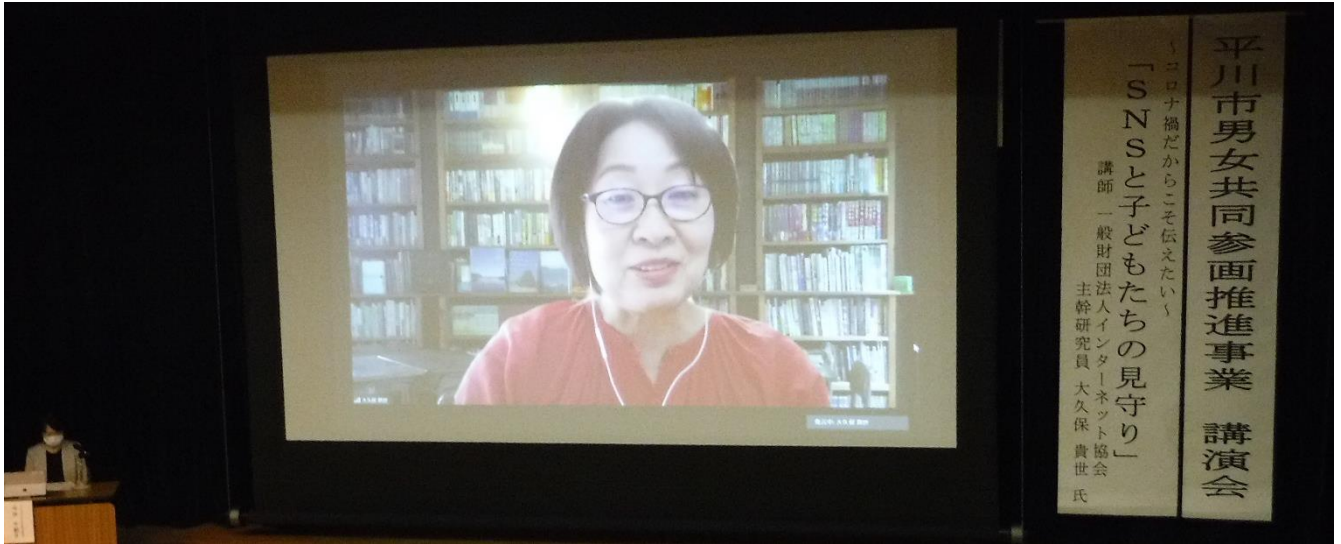 平川市男女共同参画推進事業 講演会
～コロナ禍だからこそ伝えたい～
「SNSと子どもたちの見守り」
講師 一般財団法人インターネット協会
主幹研究員 大久保 貴世 氏